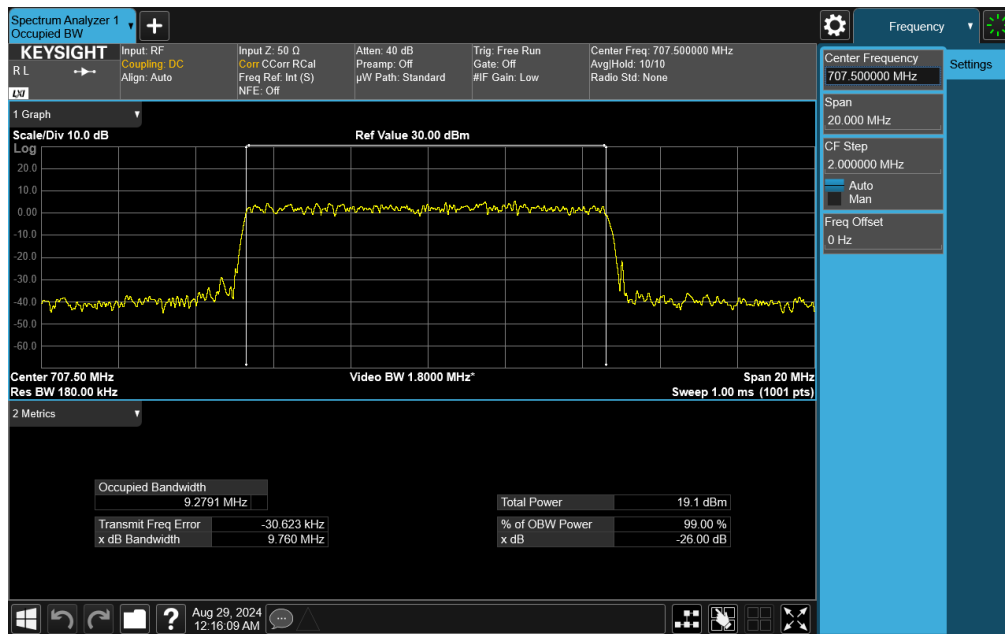 Spectrum Analyzer 1
Occupied BW
Frequency
KEYSIGHT
R L
LXI
Input: RF
Coupling: DC
Align: Auto
Input Z: 50 Ω
Corr CCorr RCal
Freq Ref: Int (S)
NFE: Off
Atten: 40 dB
Preamp: Off
µW Path: Standard
Trig: Free Run
Gate: Off
#IF Gain: Low
Center Freq: 707.500000 MHz
Avg|Hold: 10/10
Radio Std: None
Center Frequency
707.500000 MHz
Settings
Span
20.000 MHz
CF Step
2.000000 MHz
Auto
Man
Freq Offset
0 Hz
1 Graph
Scale/Div 10.0 dB
Ref Value 30.00 dBm
Log
20.0
10.0
0.00
-10.0
-20.0
-30.0
-40.0
-50.0
-60.0
Center 707.50 MHz
Video BW 1.8000 MHz*
Span 20 MHz
Res BW 180.00 kHz
Sweep 1.00 ms (1001 pts)
2 Metrics
Occupied Bandwidth
9.2791 MHz
Total Power
19.1 dBm
Transmit Freq Error
-30.623 kHz
% of OBW Power
99.00 %
x dB Bandwidth
9.760 MHz
x dB
-26.00 dB
?
Aug 29, 2024
12:16:09 AM